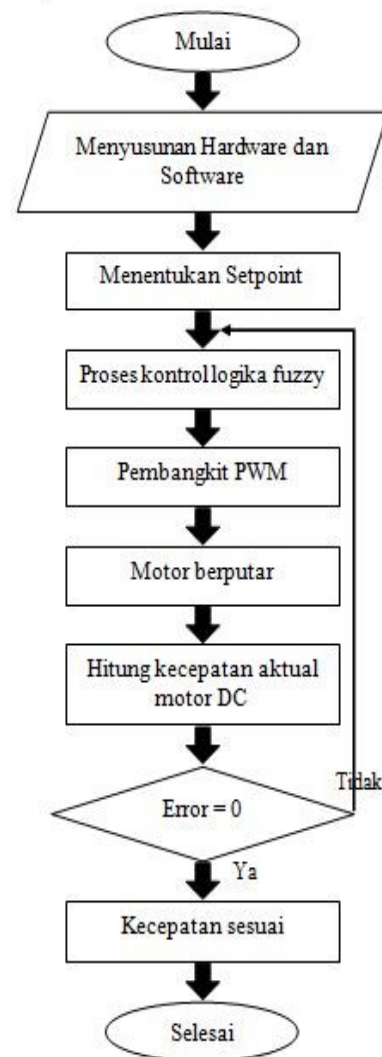 Mulai
Menyusunan Hardware dan
Software
Menentukan Setpoint
Proses kontrol logika fuzzy
Pembangkit PWM
Motor berputar
Hitung kecepatan aktual
motor DC
Tidak
Error = 0
Ya
Kecepatan sesuai
Selesai